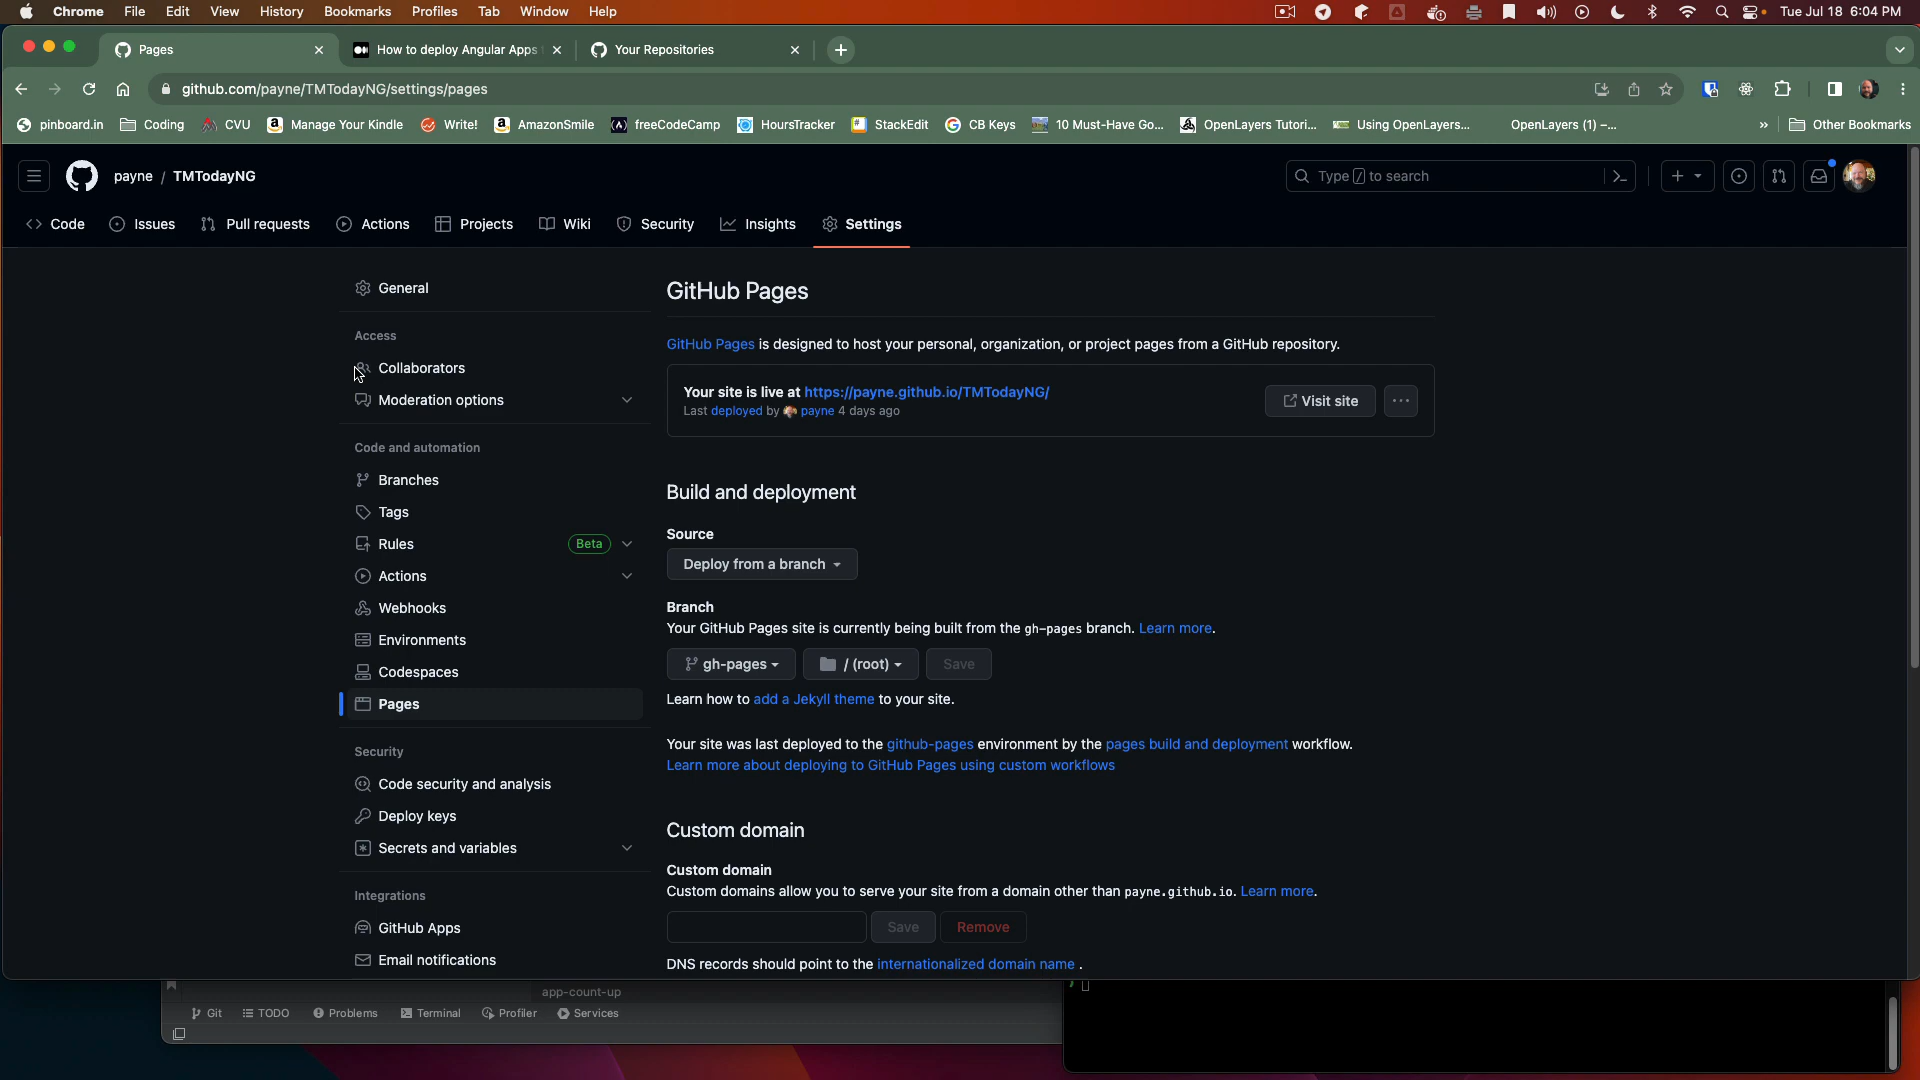 Chrome File Edit View History Bookmarks Profiles Tab Window Help Tue Jul 18 6:04 PM
Pages How to deploy Angular Apps Your Repositories
github.com/payne/TMTodayNG/settings/pages
pinboard.in Coding CVU Manage Your Kindle Write! AmazonSmile freeCodeCamp HoursTracker StackEdit CB Keys 10 Must-Have Go... OpenLayers Tutori... Using OpenLayers... OpenLayers (1) –... » Other Bookmarks
payne / TMTodayNG Type / to search
Code Issues Pull requests Actions Projects Wiki Security Insights Settings
General
Access
Collaborators
Moderation options
Code and automation
Branches
Tags
Rules Beta
Actions
Webhooks
Environments
Codespaces
Pages
Security
Code security and analysis
Deploy keys
Secrets and variables
Integrations
GitHub Apps
Email notifications
GitHub Pages
GitHub Pages is designed to host your personal, organization, or project pages from a GitHub repository.
Your site is live at https://payne.github.io/TMTodayNG/
Last deployed by payne 4 days ago
Visit site
Build and deployment
Source
Deploy from a branch
Branch
Your GitHub Pages site is currently being built from the gh-pages branch. Learn more.
gh-pages / (root) Save
Learn how to add a Jekyll theme to your site.
Your site was last deployed to the github-pages environment by the pages build and deployment workflow.
Learn more about deploying to GitHub Pages using custom workflows
Custom domain
Custom domain
Custom domains allow you to serve your site from a domain other than payne.github.io. Learn more.
Save Remove
DNS records should point to the internationalized domain name .
app-count-up
Git TODO Problems Terminal Profiler Services